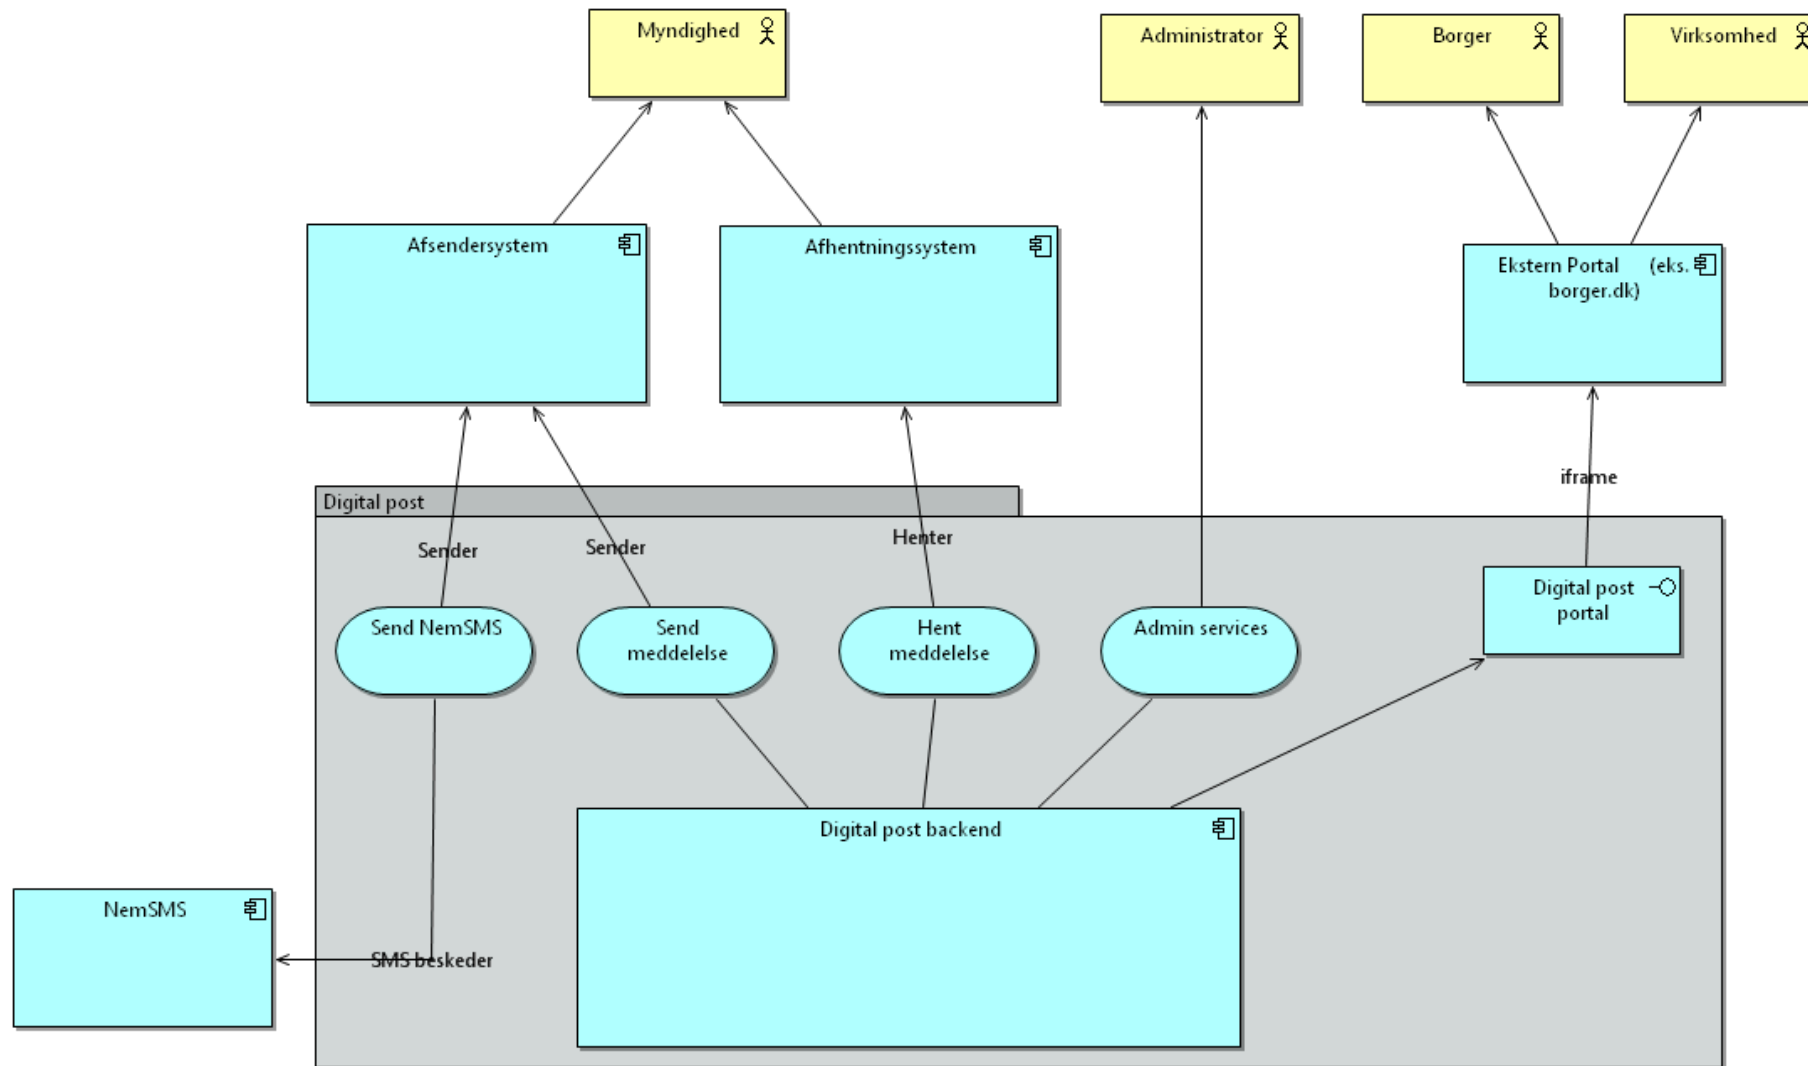 Myndighed
Administrator
Borger
Virksomhed
Afsendersystem
Afhentningssystem
Ekstern Portal (eks.
borger.dk)
iframe
Digital post
Sender
Sender
Henter
Digital post
portal
Send NemSMS
Send
meddelelse
Hent
meddelelse
Admin services
Digital post backend
NemSMS
SMS beskeder